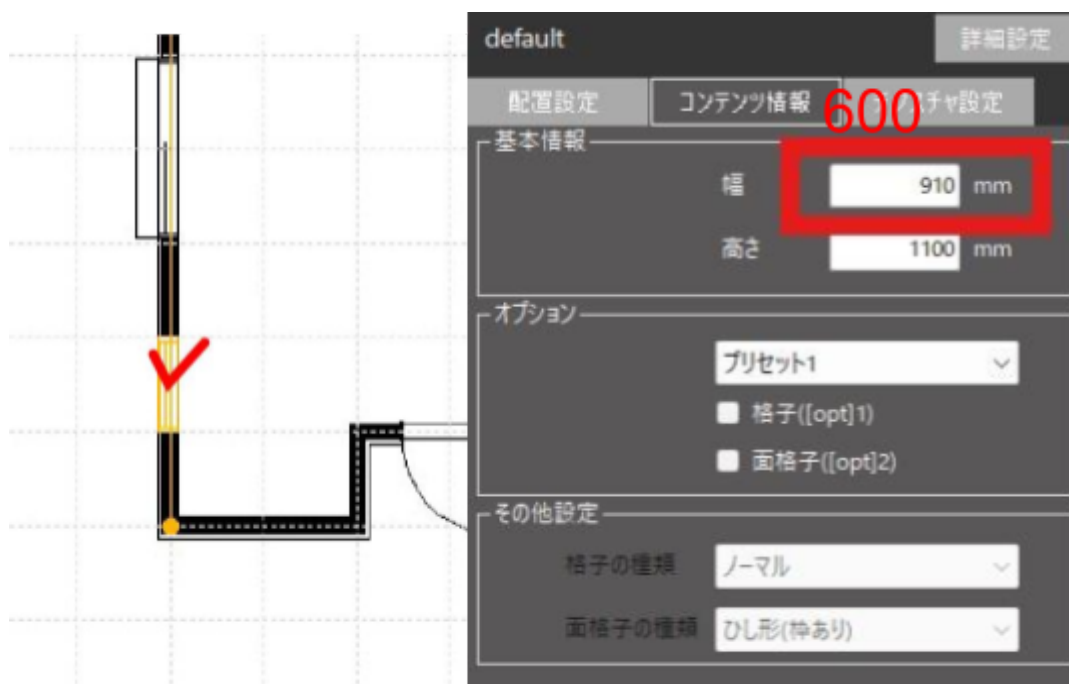 default
詳細設定
配置設定
コンテンツ情報
テクスチャ設定
600
基本情報
幅 910 mm
高さ 1100 mm
オプション
プリセット1
格子([opt]1)
面格子([opt]2)
その他設定
格子の種類 ノーマル
面格子の種類 ひし形(枠あり)